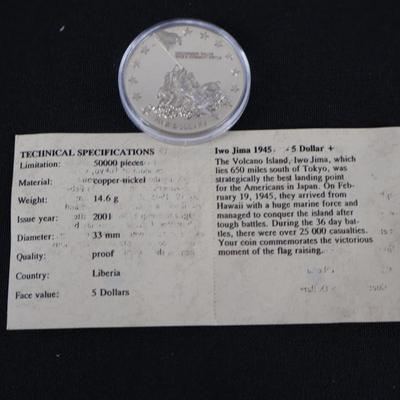 TECHNICAL SPECIFICATIONS
Limitation: 50000 pieces
Material: copper-nickel
Weight: 14.6 g
Issue year: 2001
Diameter: 33 mm
Quality: proof
Country: Liberia
Face value: 5 Dollars
Iwo Jima 1945 - 5 Dollar +
The Volcano Island, Iwo Jima, which
lies 650 miles south of Tokyo, was
strategically the best landing point
for the Americans in Japan. On Feb-
ruary 19, 1945, they arrived from
Hawaii with a huge marine force and
managed to conquer the island after
tough battles. During the 36 day bat-
tles, there were over 25 000 casualties.
Your coin commemorates the victorious
moment of the flag raising.